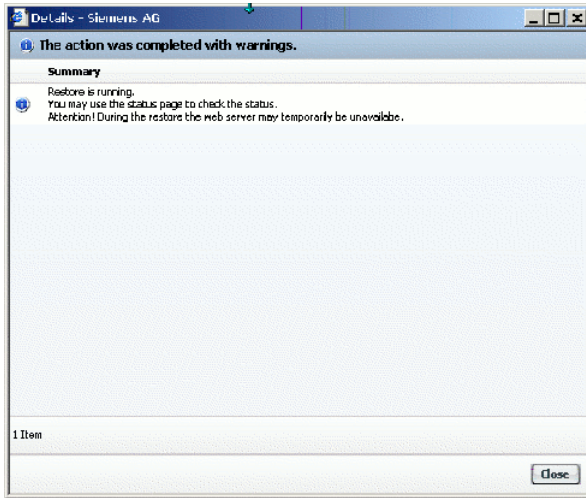 Details - Siemens AG
The action was completed with warnings.
Summary
Restore is running.
You may use the status page to check the status.
Attention! During the restore the web server may temporarily be unavailabe.
1 Item
Close